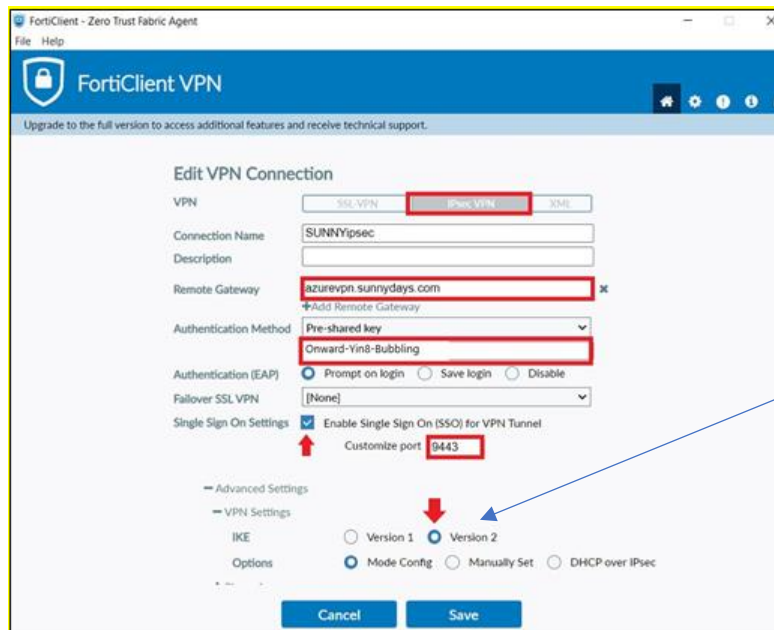 FortiClient - Zero Trust Fabric Agent
File Help
FortiClient VPN
Upgrade to the full version to access additional features and receive technical support.
Edit VPN Connection
VPN SSL-VPN IPsec VPN XML
Connection Name SUNNYipsec
Description
Remote Gateway azurevpn.sunnydays.com
+Add Remote Gateway
Authentication Method Pre-shared key
Onward-Yin8-Bubbling
Authentication (EAP) Prompt on login Save login Disable
Failover SSL VPN [None]
Single Sign On Settings Enable Single Sign On (SSO) for VPN Tunnel
Customize port 9443
Advanced Settings
VPN Settings
IKE Version 1 Version 2
Options Mode Config Manually Set DHCP over IPsec
Cancel Save